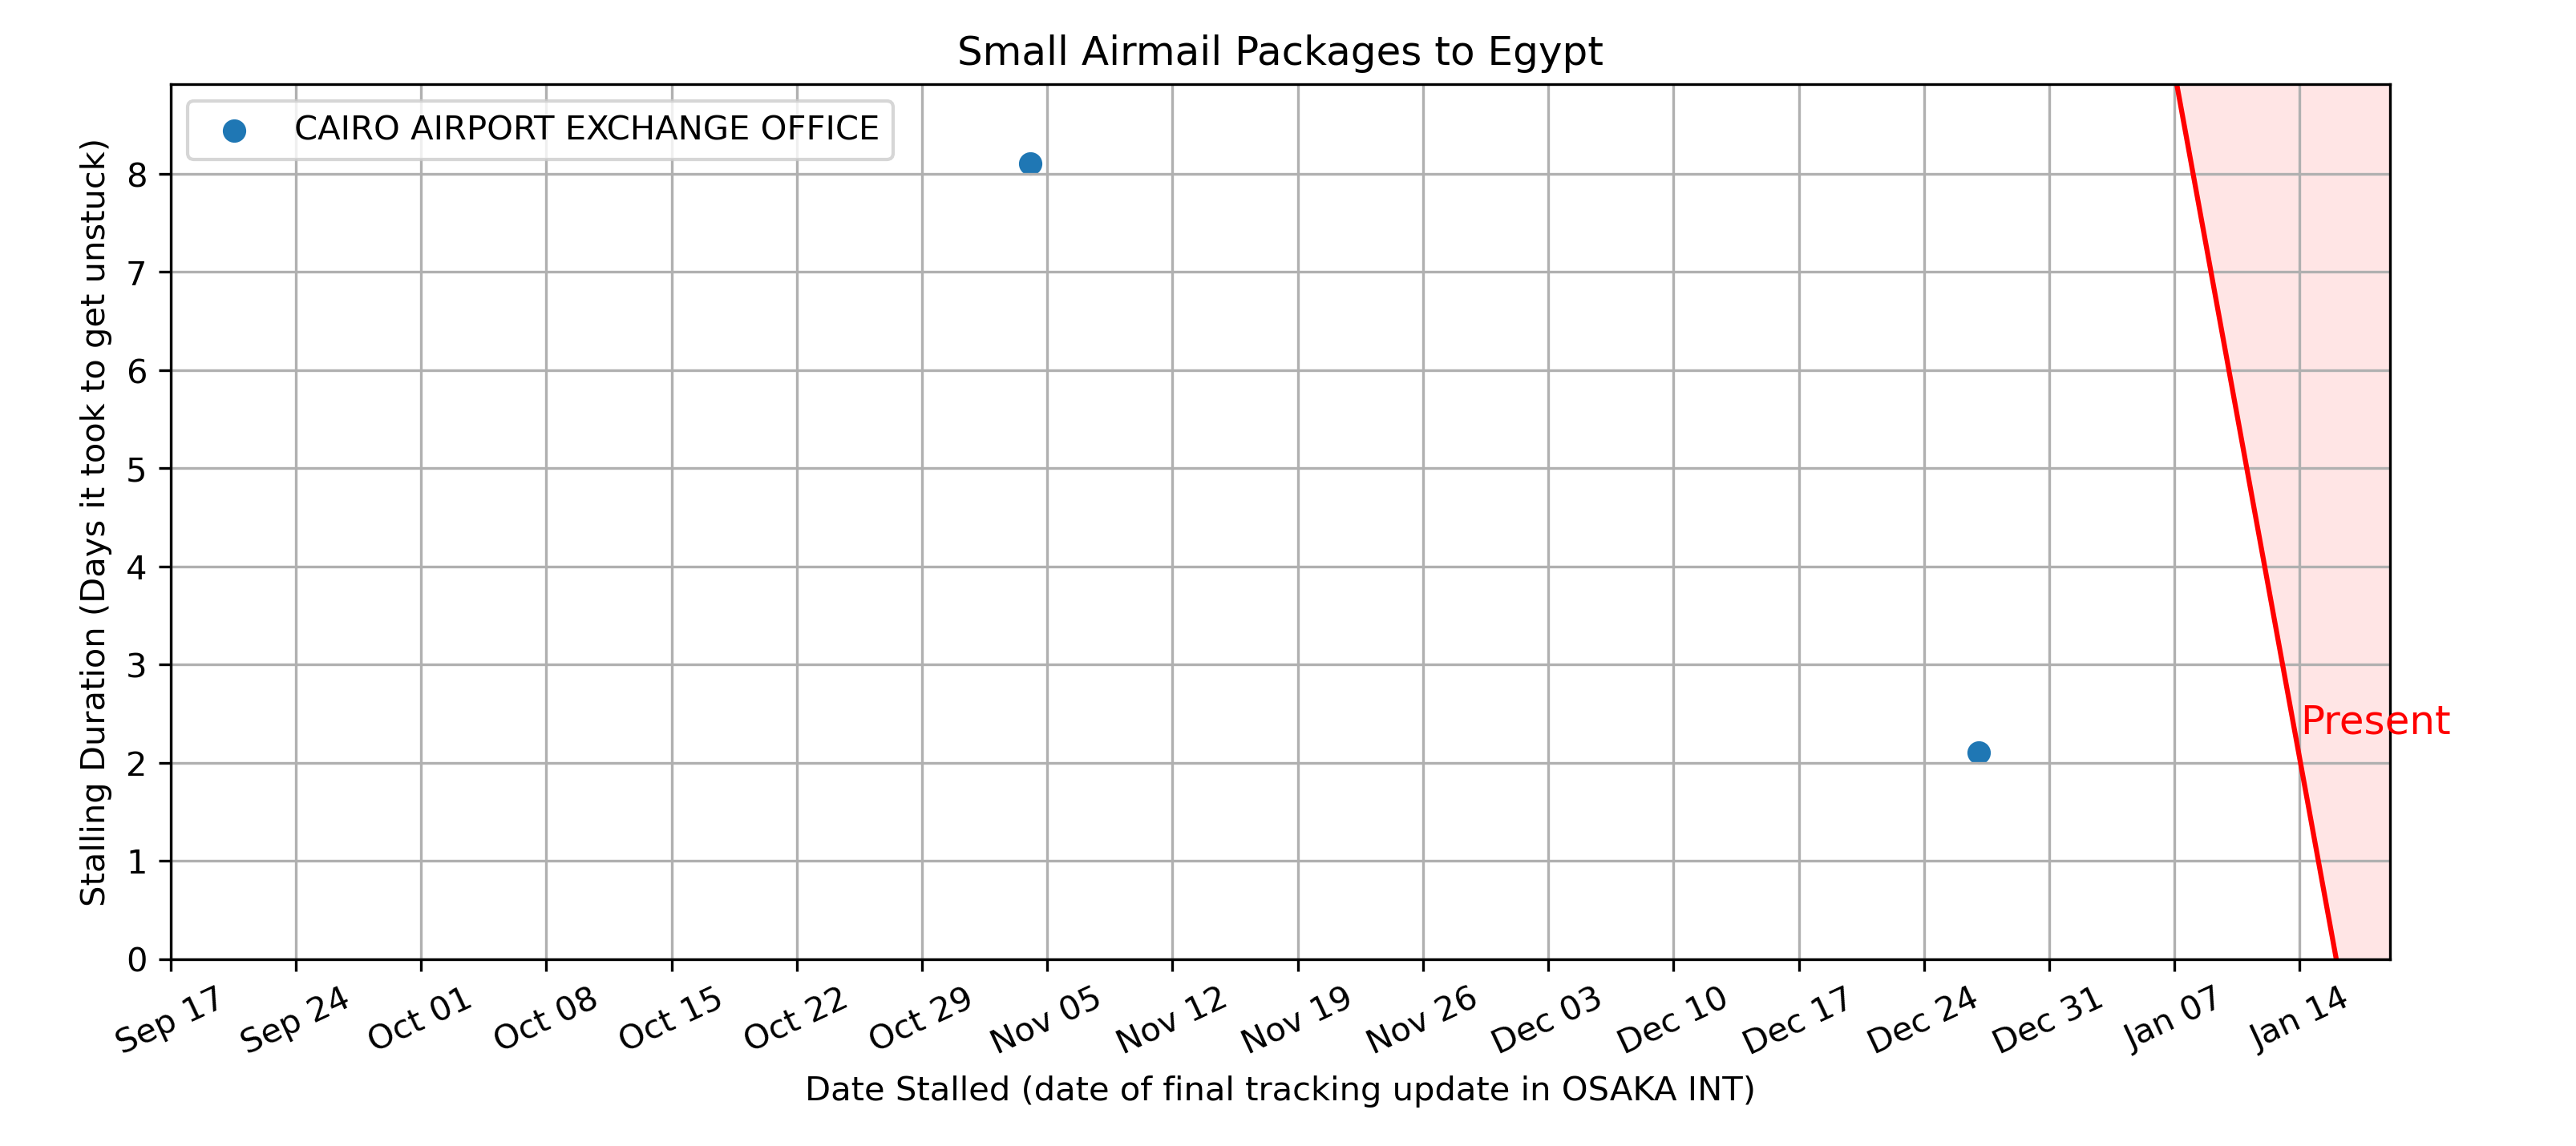 Small Airmail Packages to Egypt
CAIRO AIRPORT EXCHANGE OFFICE
Stalling Duration (Days it took to get unstuck)
8
7
6
5
4
3
2
1
0
Present
Sep 17
Sep 24
Oct 01
Oct 08
Oct 15
Oct 22
Oct 29
Nov 05
Nov 12
Nov 19
Nov 26
Dec 03
Dec 10
Dec 17
Dec 24
Dec 31
Jan 07
Jan 14
Date Stalled (date of final tracking update in OSAKA INT)